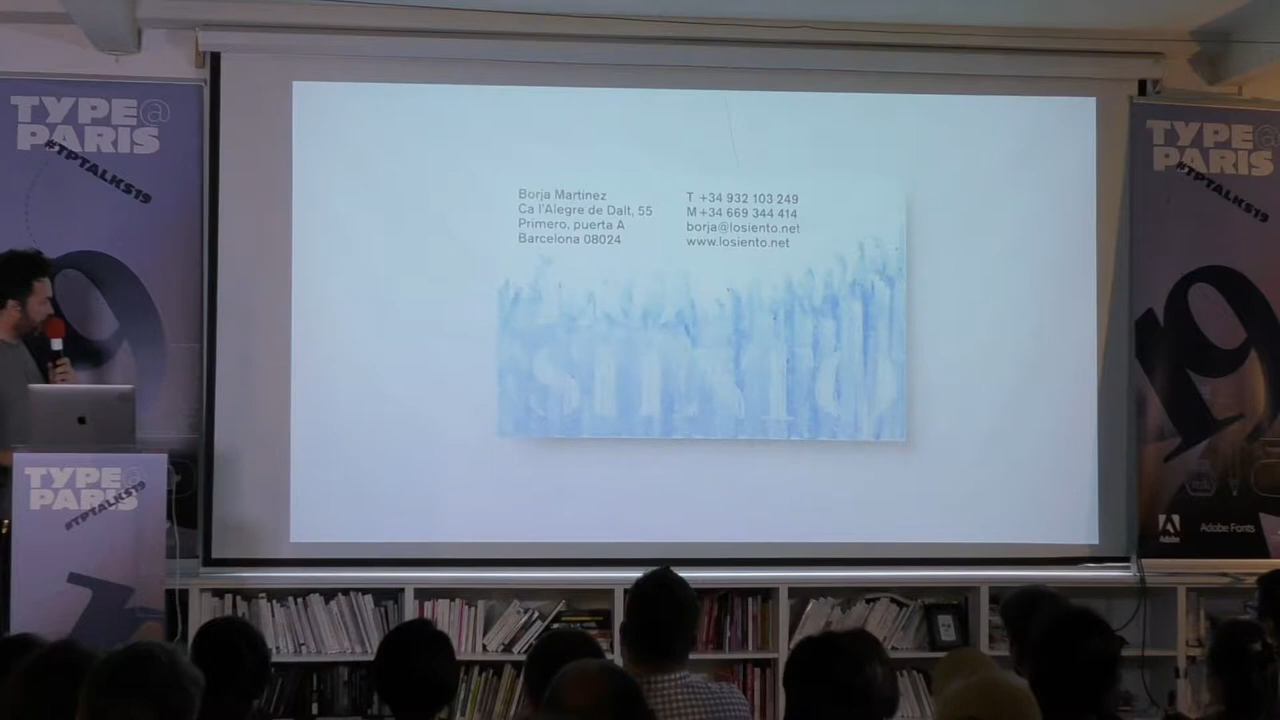 TYPE@
PARIS
#TPTALKS19
Borja Martinez
Ca l'Alegre de Dalt, 55
Primero, puerta A
Barcelona 08024
T +34 932 103 249
M +34 669 344 414
borja@losiento.net
www.losiento.net
TYPE@
PARIS
#TPTALKS19
Adobe
Adobe Fonts
TYPE@
PARIS
#TPTALKS19